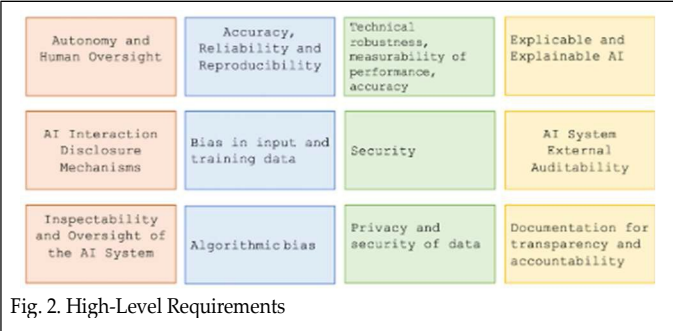 Autonomy and
Human Oversight
Accuracy,
Reliability and
Reproducibility
Technical
robustness,
measurability of
performance,
accuracy
Explicable and
Explainable AI
AI Interaction
Disclosure
Mechanisms
Bias in input and
training data
Security
AI System
External
Auditability
Inspectability
and Oversight of
the AI System
Algorithmic bias
Privacy and
security of data
Documentation for
transparency and
accountability
Fig. 2. High-Level Requirements